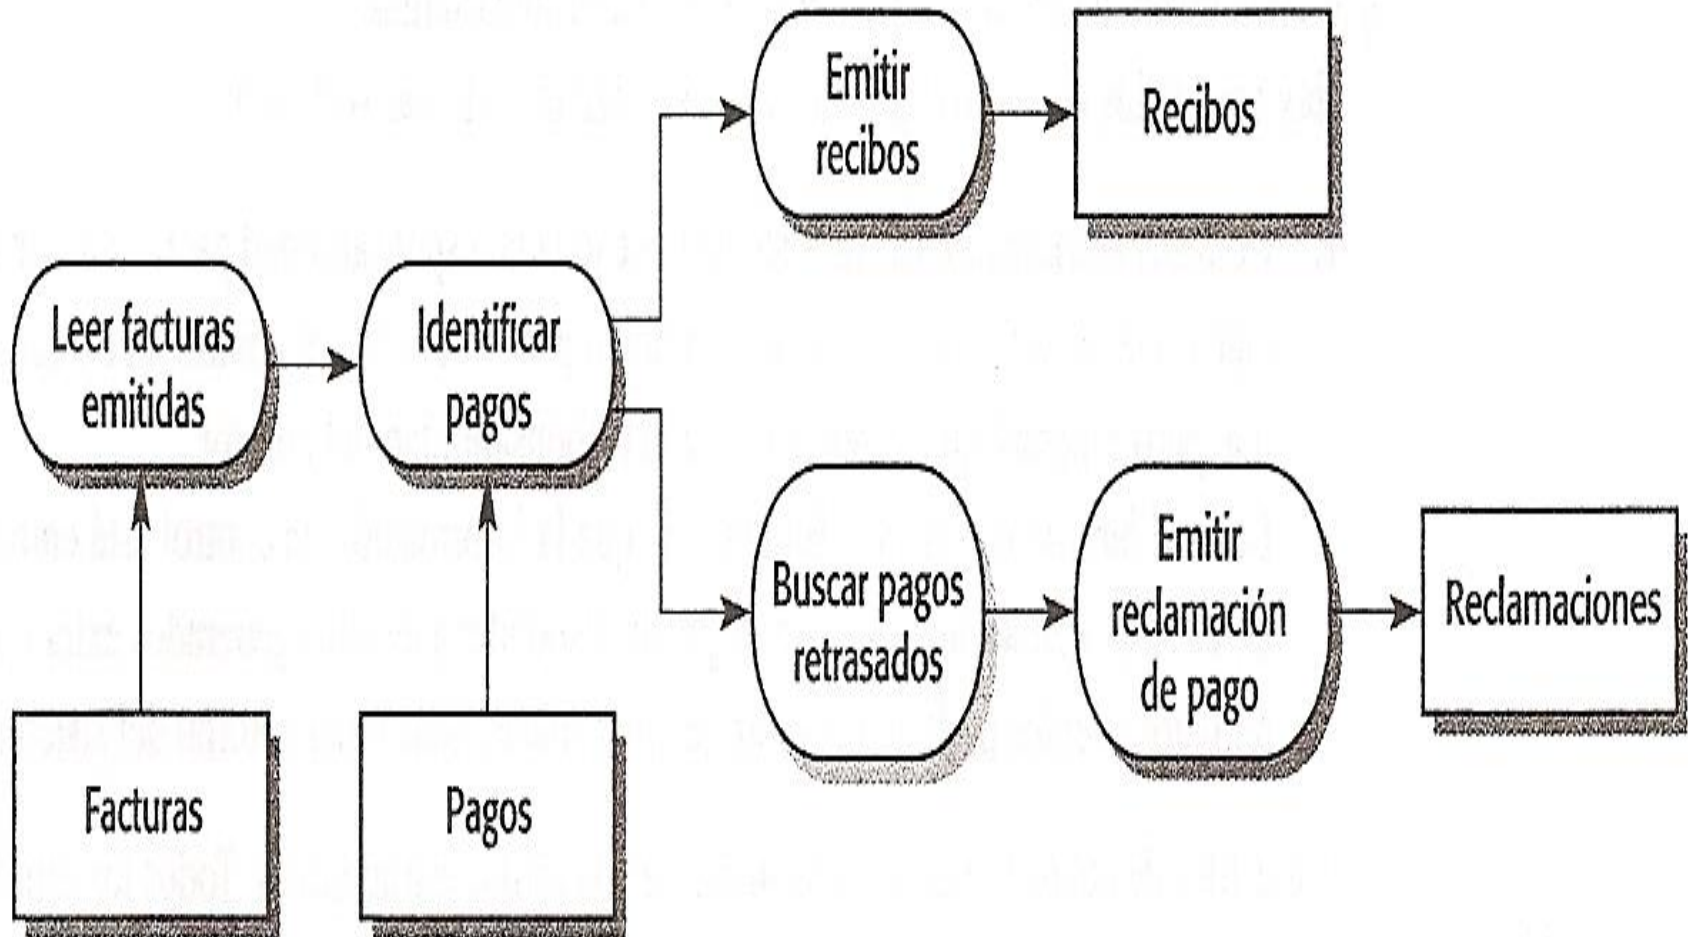 Emitir
recibos
Recibos
Leer facturas
emitidas
Identificar
pagos
Buscar pagos
retrasados
Emitir
reclamación
de pago
Reclamaciones
Facturas
Pagos